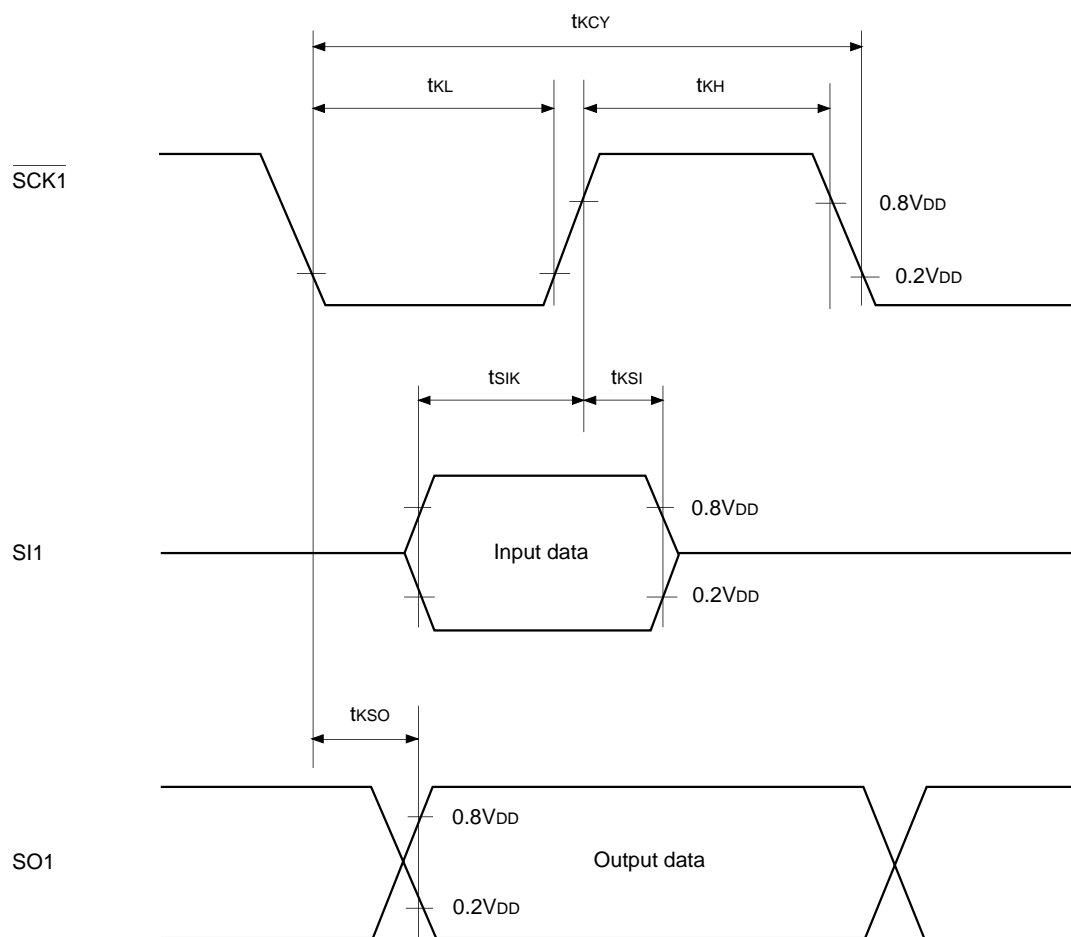 tKCY
tKL
tKH
SCK1
0.8VDD
0.2VDD
tSIK
tKSI
0.8VDD
SI1
Input data
0.2VDD
tKSO
0.8VDD
SO1
Output data
0.2VDD